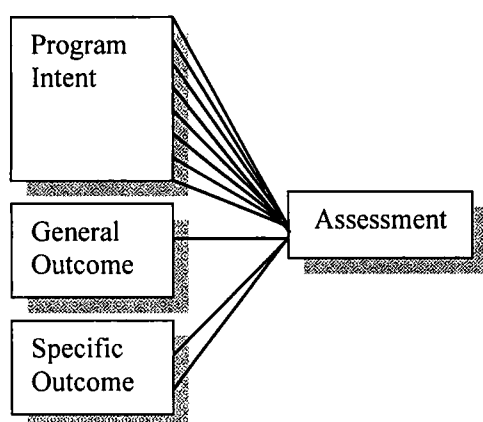 Program
Intent
Assessment
General
Outcome
Specific
Outcome